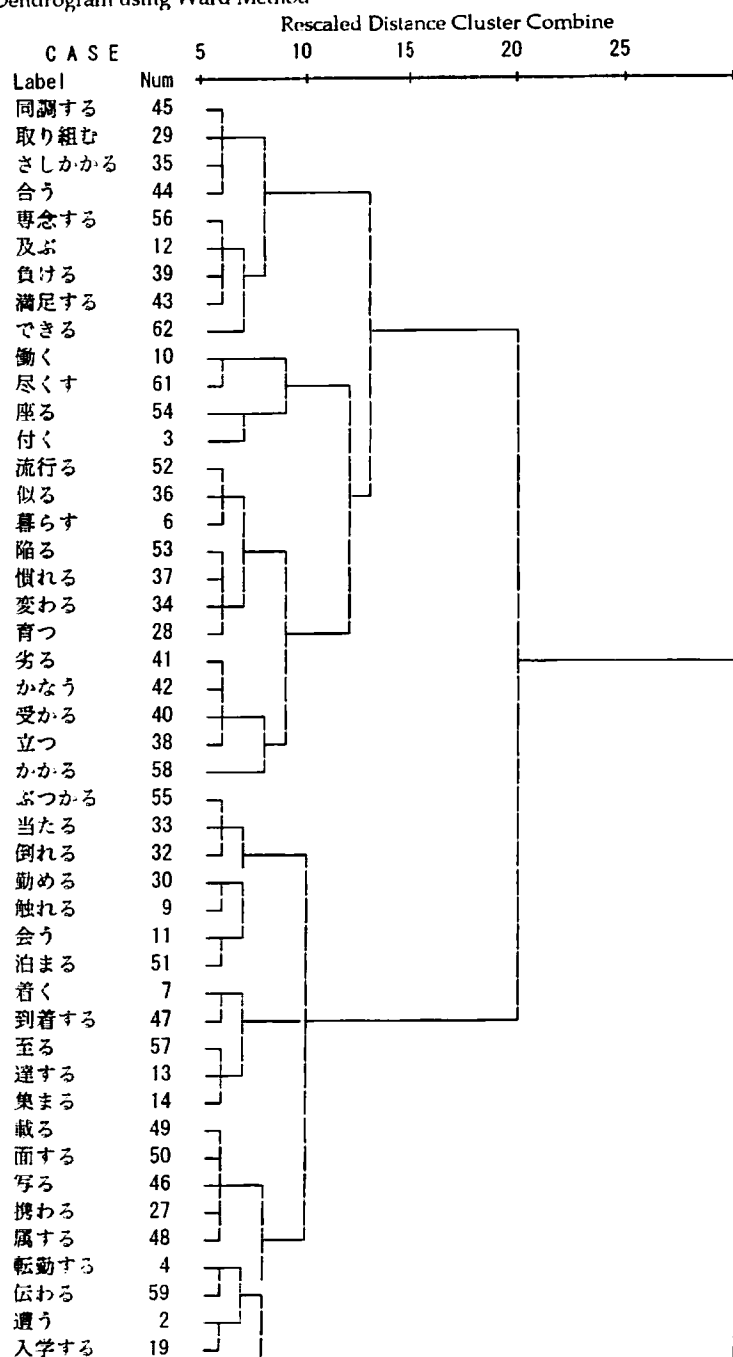 Dendrogram using Ward Method
Rescaled Distance Cluster Combine
C A S E 5 10 15 20 25
Label Num
同調する 45
取り組む 29
さしかかる 35
合う 44
専念する 56
及ぶ 12
負ける 39
満足する 43
できる 62
働く 10
尽くす 61
座る 54
付く 3
流行る 52
似る 36
暮らす 6
陥る 53
慣れる 37
変わる 34
育つ 28
劣る 41
かなう 42
受かる 40
立つ 38
かかる 58
ぶつかる 55
当たる 33
倒れる 32
勤める 30
触れる 9
会う 11
泊まる 51
着く 7
到着する 47
至る 57
達する 13
集まる 14
載る 49
面する 50
写る 46
携わる 27
属する 48
転勤する 4
伝わる 59
遭う 2
入学する 19